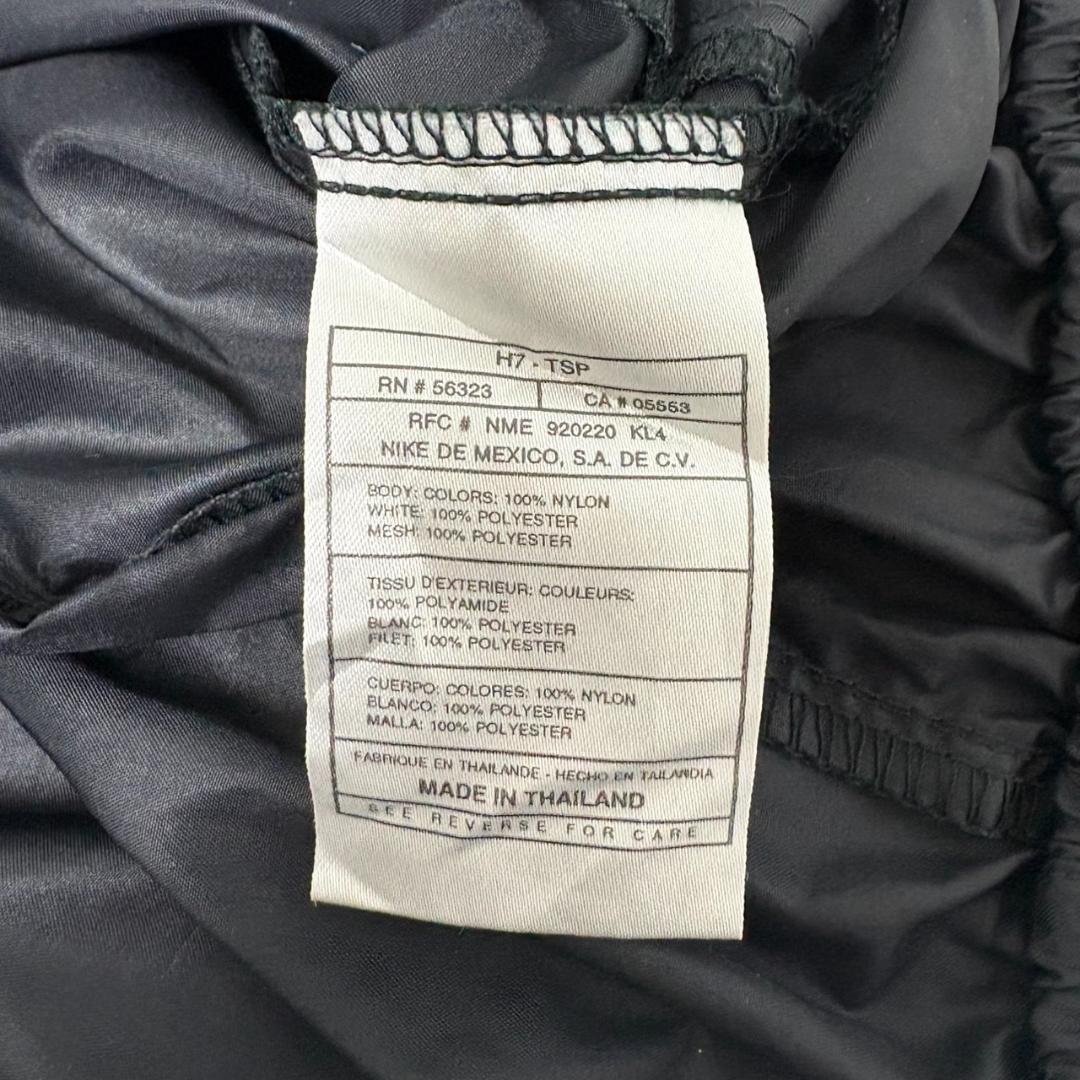 H7 - TSP
RN # 56323
CA # 05553
RFC # NME 920220 KL4
NIKE DE MEXICO, S.A. DE C.V.
BODY: COLORS: 100% NYLON
WHITE: 100% POLYESTER
MESH: 100% POLYESTER
TISSU D'EXTERIEUR: COULEURS:
100% POLYAMIDE
BLANC: 100% POLYESTER
FILET: 100% POLYESTER
CUERPO: COLORES: 100% NYLON
BLANCO: 100% POLYESTER
MALLA: 100% POLYESTER
FABRIQUE EN THAILANDE - HECHO EN TAILANDIA
MADE IN THAILAND
SEE REVERSE FOR CARE